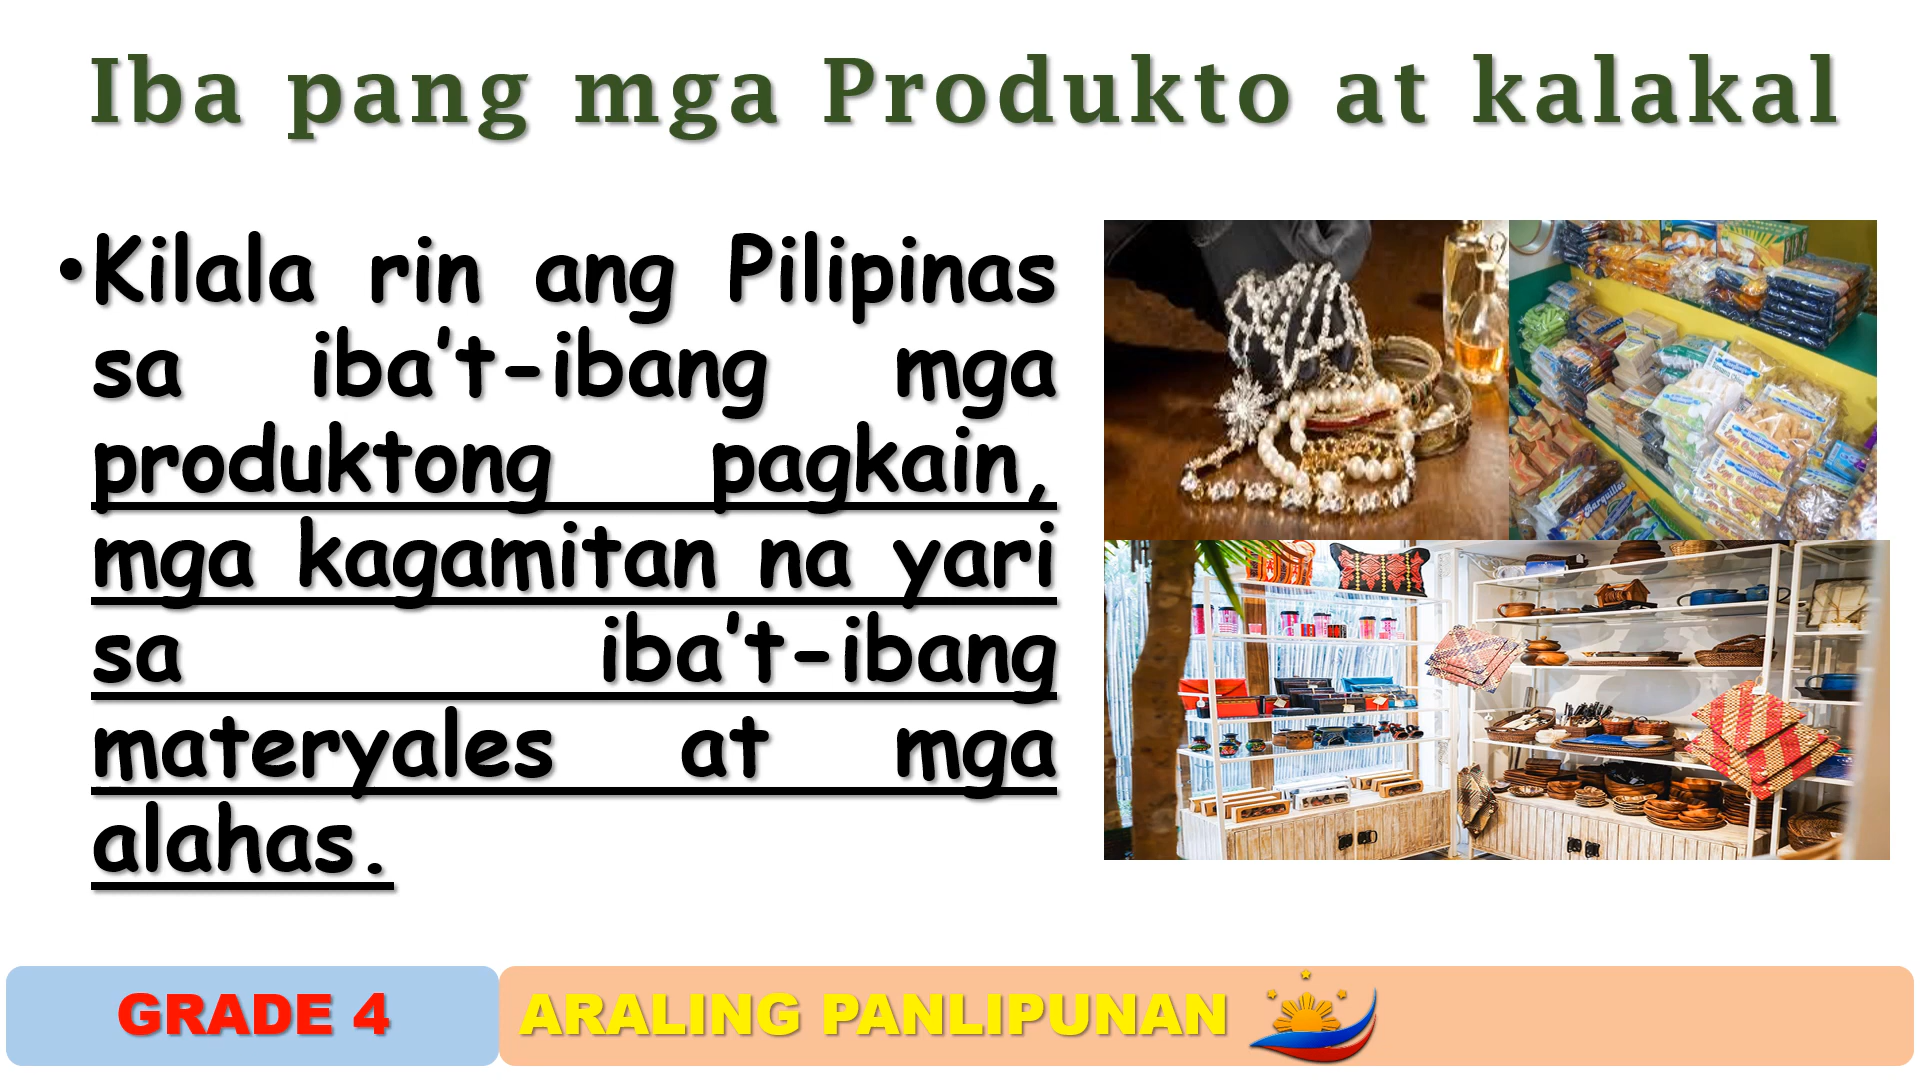 Iba pang mga Produkto at kalakal
•Kilala rin ang Pilipinas
sa iba't-ibang mga
produktong pagkain,
mga kagamitan na yari
sa iba't-ibang
materyales at mga
alahas.
Barquillos
GRADE 4
ARALING PANLIPUNAN